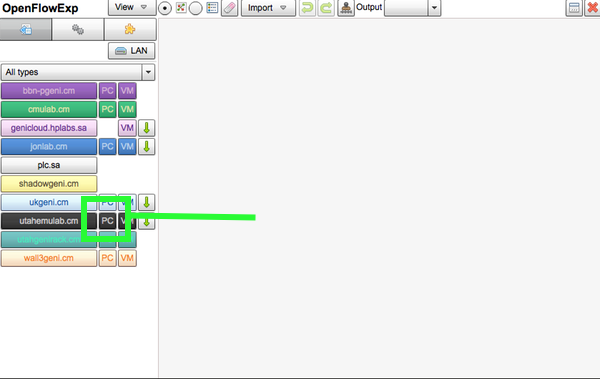 OpenFlowExp View Import Output
LAN
All types
bbn-pgeni.cm PC VM
cmulab.cm PC VM
genicloud.hplabs.sa VM
jonlab.cm PC VM
plc.sa
shadowgeni.cm
ukgeni.cm PC VM
utahemulab.cm PC VM
wall3geni.cm PC VM